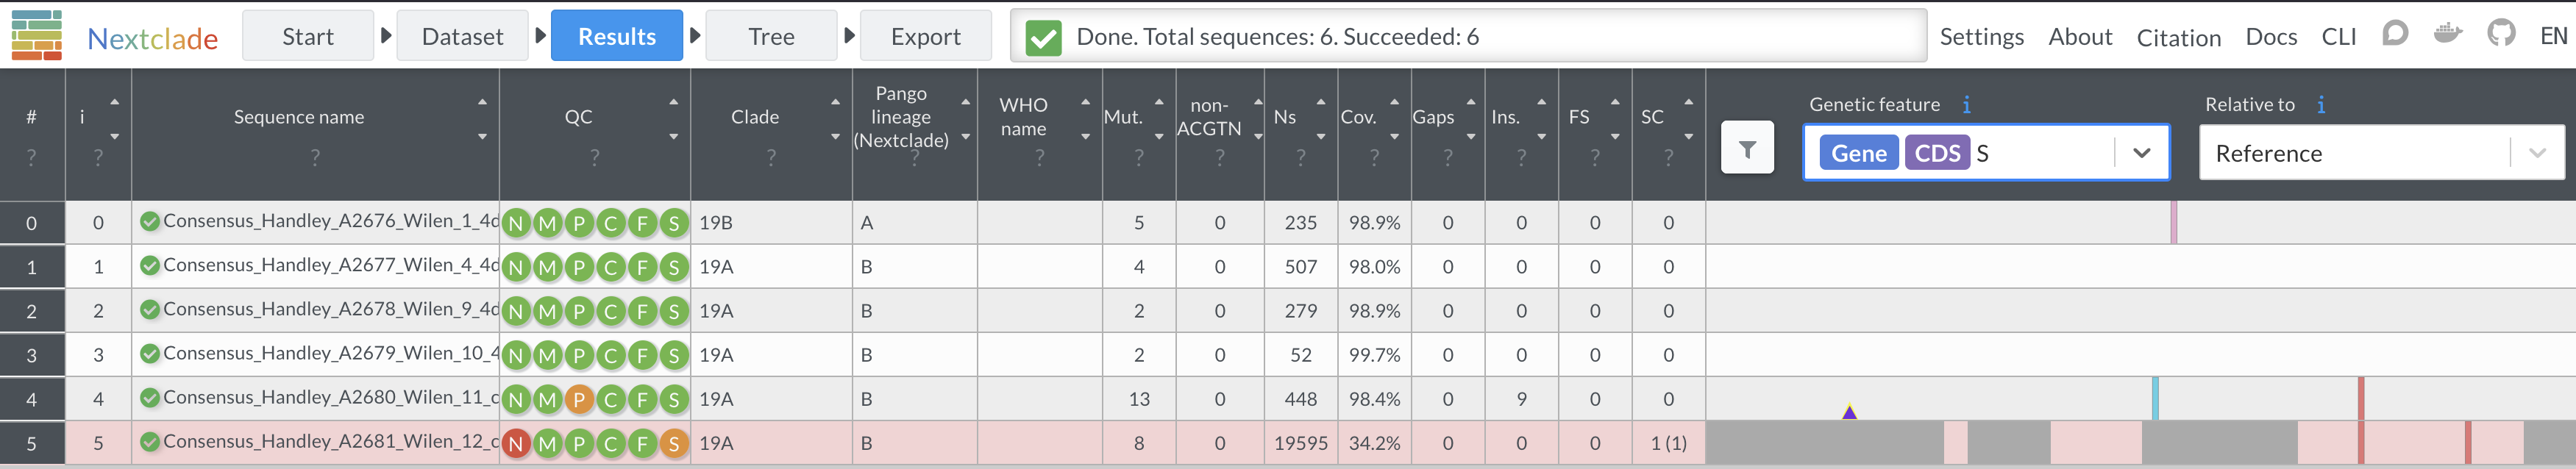 Nextclade Start Dataset Results Tree Export Done. Total sequences: 6. Succeeded: 6 Settings About Citation Docs CLI EN
# i Sequence name QC Clade Pango lineage (Nextclade) WHO name Mut. non-ACGTN Ns Cov. Gaps Ins. FS SC Genetic feature i Relative to i
? ? ? ? ? ? ? ? ? ? ? ? ? ? ? Gene CDS S Reference
0 0 Consensus_Handley_A2676_Wilen_1_4d N M P C F S 19B A 5 0 235 98.9% 0 0 0 0
1 1 Consensus_Handley_A2677_Wilen_4_4d N M P C F S 19A B 4 0 507 98.0% 0 0 0 0
2 2 Consensus_Handley_A2678_Wilen_9_4d N M P C F S 19A B 2 0 279 98.9% 0 0 0 0
3 3 Consensus_Handley_A2679_Wilen_10_4 N M P C F S 19A B 2 0 52 99.7% 0 0 0 0
4 4 Consensus_Handley_A2680_Wilen_11_c N M P C F S 19A B 13 0 448 98.4% 0 9 0 0
5 5 Consensus_Handley_A2681_Wilen_12_c N M P C F S 19A B 8 0 19595 34.2% 0 0 0 1 (1)